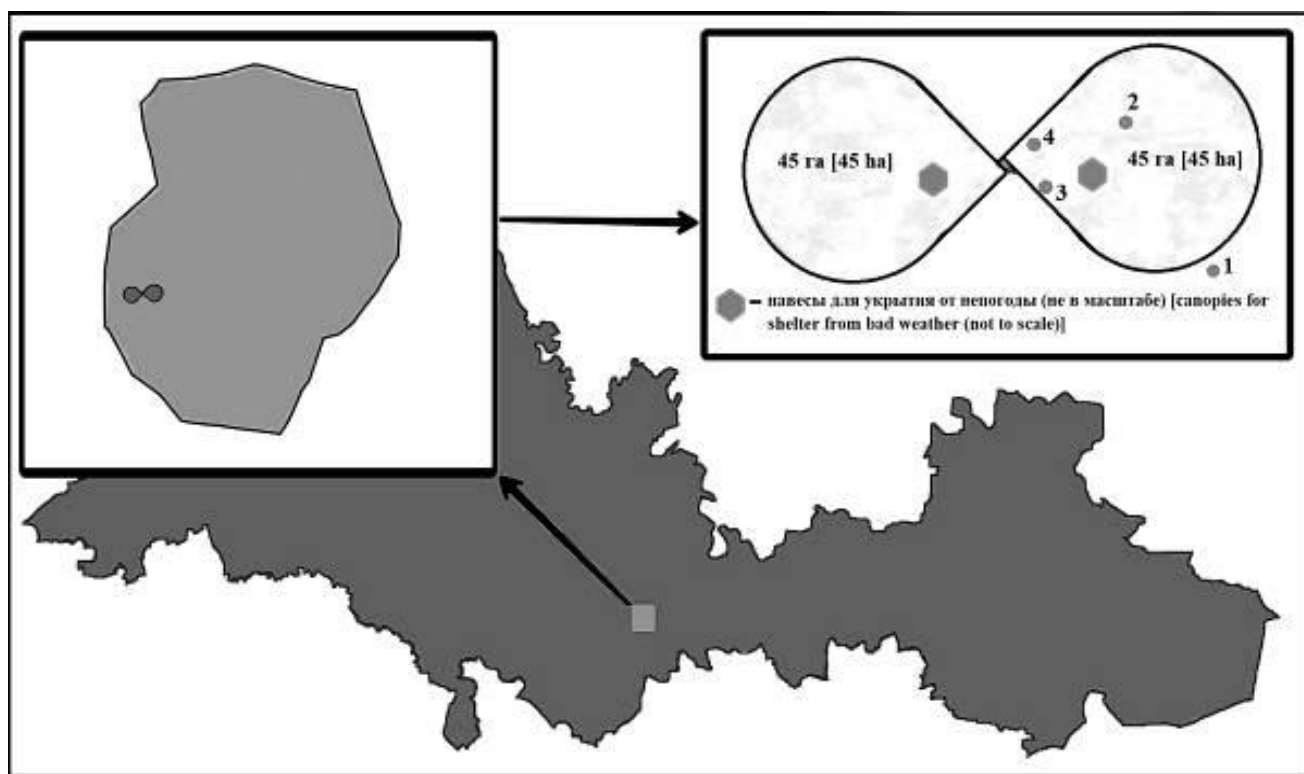 2
4
45 га [45 ha] 45 га [45 ha]
3
1
– навесы для укрытия от непогоды (не в масштабе) [canopies for
shelter from bad weather (not to scale)]